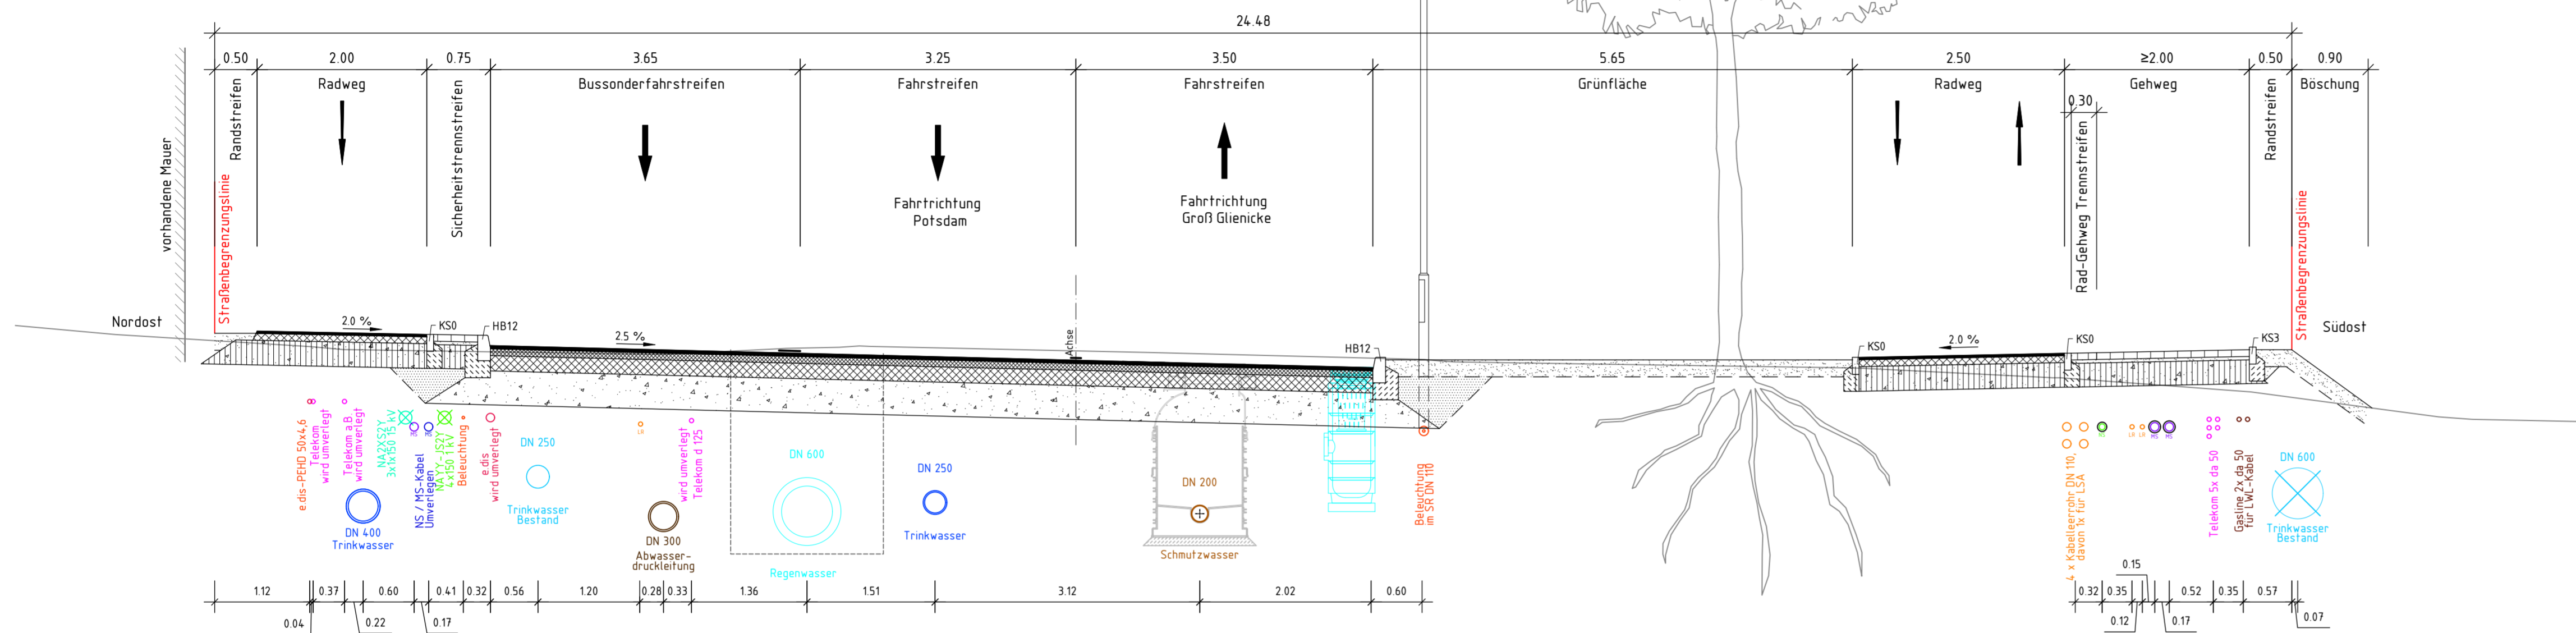 24.48
0.50
2.00
0.75
3.65
3.25
3.50
5.65
2.50
≥2.00
0.50
0.90
Randstreifen
Radweg
Sicherheitstrennstreifen
Bussonderfahrstreifen
Fahrstreifen
Fahrstreifen
Grünfläche
Radweg
Gehweg
0.30
Rad-Gehweg Trennstreifen
Randstreifen
Böschung
vorhandene Mauer
Straßenbegrenzungslinie
Fahrtrichtung
Potsdam
Fahrtrichtung
Groß Glienicke
Straßenbegrenzungslinie
Nordost
Südost
2.0 %
KS0
HB12
2.5 %
Achse
HB12
KS0
2.0 %
KS0
KS3
e.dis-PEHD 50x4,6
Telekom
wird umverlegt
Telekom a.B.
wird umverlegt
DN 400
Trinkwasser
NA2XS2Y
3x1x150 15 kV
NS / MS-Kabel
Umverlegen
NAYY-JS2Y
4x150 1 kV
Beleuchtung
e.dis
wird umverlegt
DN 250
Trinkwasser
Bestand
LR
DN 300
Abwasser-
druckleitung
wird umverlegt
Telekom d 125
DN 600
Regenwasser
DN 250
Trinkwasser
DN 200
Schmutzwasser
Beleuchtung
im SR DN 110
4 x Kabelleerrohr DN 110,
davon 1x für LSA
LR
LR
MS
MS
Telekom 5x da 50
Gasline 2x da 50
für LWL-Kabel
DN 600
Trinkwasser
Bestand
1.12
0.04
0.37
0.22
0.60
0.17
0.41
0.32
0.56
1.20
0.28
0.33
1.36
1.51
3.12
2.02
0.60
0.32
0.35
0.12
0.15
0.17
0.52
0.35
0.57
0.07